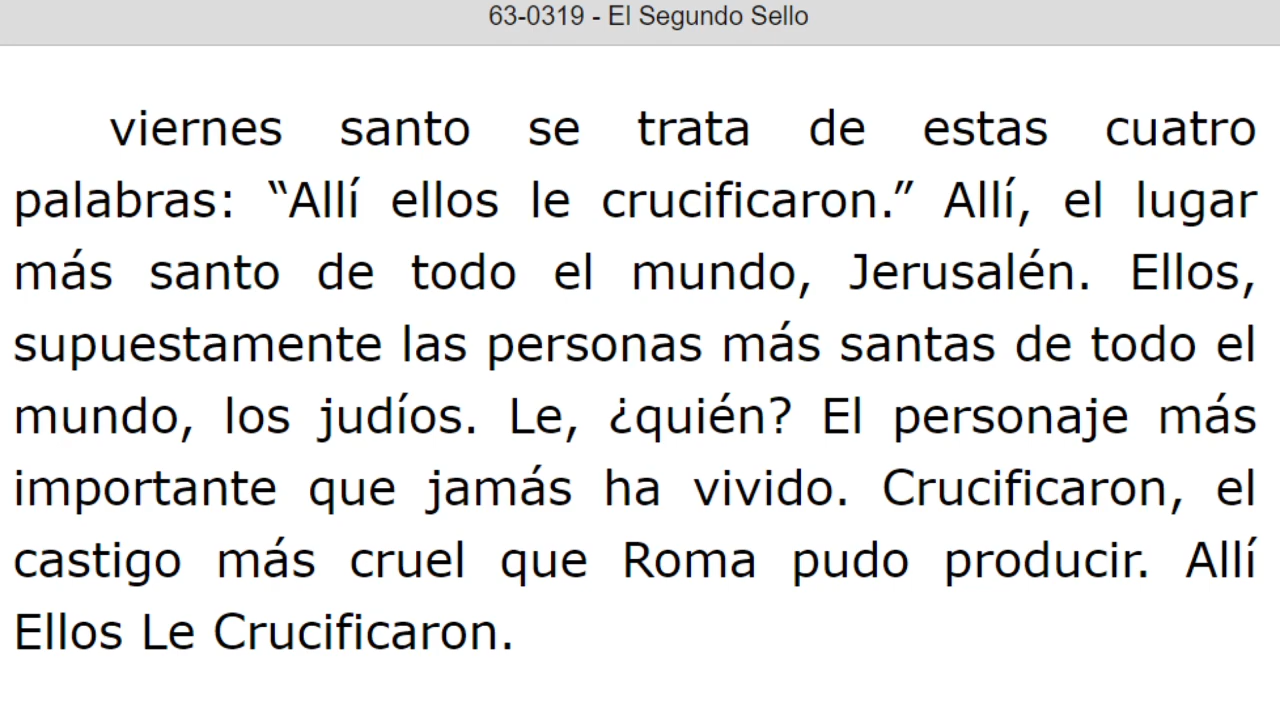 63-0319 - El Segundo Sello
viernes santo se trata de estas cuatro
palabras: “Allí ellos le crucificaron.” Allí, el lugar
más santo de todo el mundo, Jerusalén. Ellos,
supuestamente las personas más santas de todo el
mundo, los judíos. Le, ¿quién? El personaje más
importante que jamás ha vivido. Crucificaron, el
castigo más cruel que Roma pudo producir. Allí
Ellos Le Crucificaron.